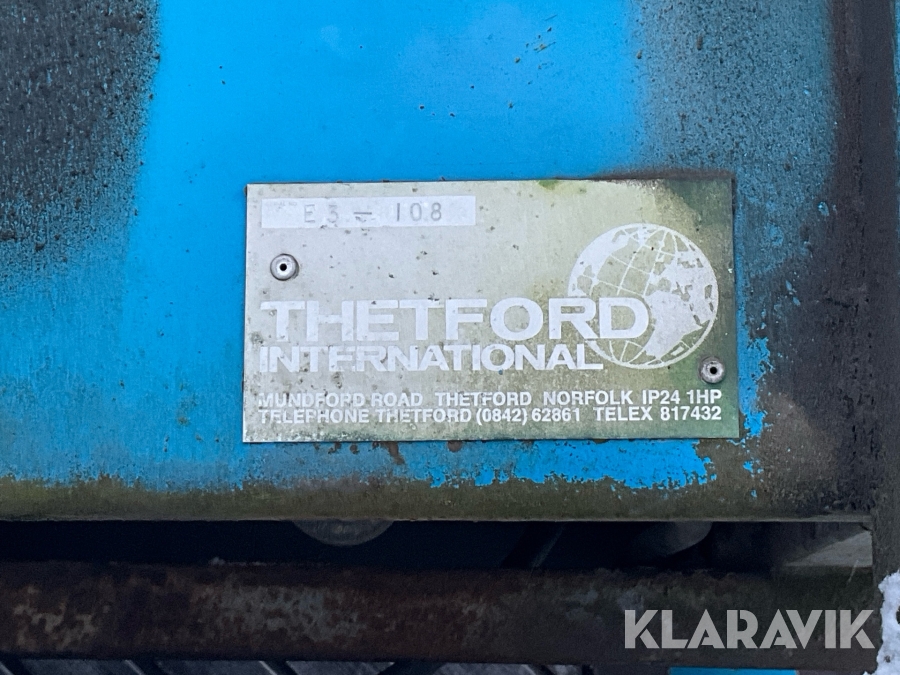 E3 - 108
THETFORD
INTERNATIONAL
MUNDFORD ROAD THETFORD NORFOLK IP24 1HP
TELEPHONE THETFORD (0842) 62861 TELEX 817432
KLARAVIK